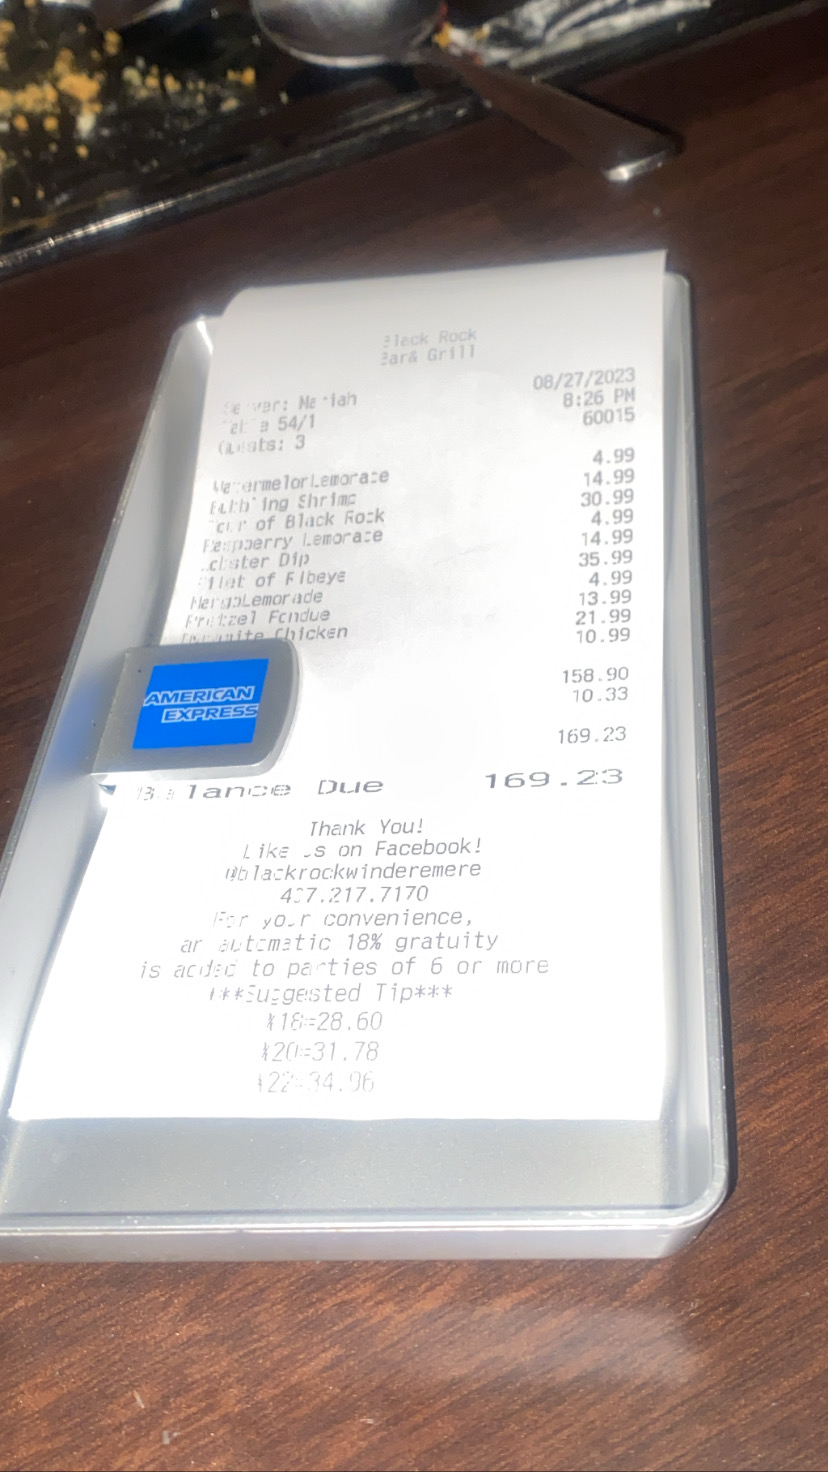 Black Rock
Bar& Grill
08/27/2023
Server: Mariah 8:26 PM
Table 54/1 60015
Guests: 3
WatermelonLemonade 4.99
Bubbling Shrimp 14.99
Tour of Black Rock 30.99
Raspberry Lemonade 4.99
Lobster Dip 14.99
Filet of Ribeye 35.99
MangoLemonade 4.99
Pretzel Fondue 13.99
Dynamite Chicken 21.99
10.99
158.90
10.33
169.23
AMERICAN
EXPRESS
Balance Due 169.23
Thank You!
Like us on Facebook!
@blackrockwinderemere
407.217.7170
For your convenience,
an automatic 18% gratuity
is added to parties of 6 or more
***Suggested Tip***
%18=28.60
%20=31.78
%22=34.96